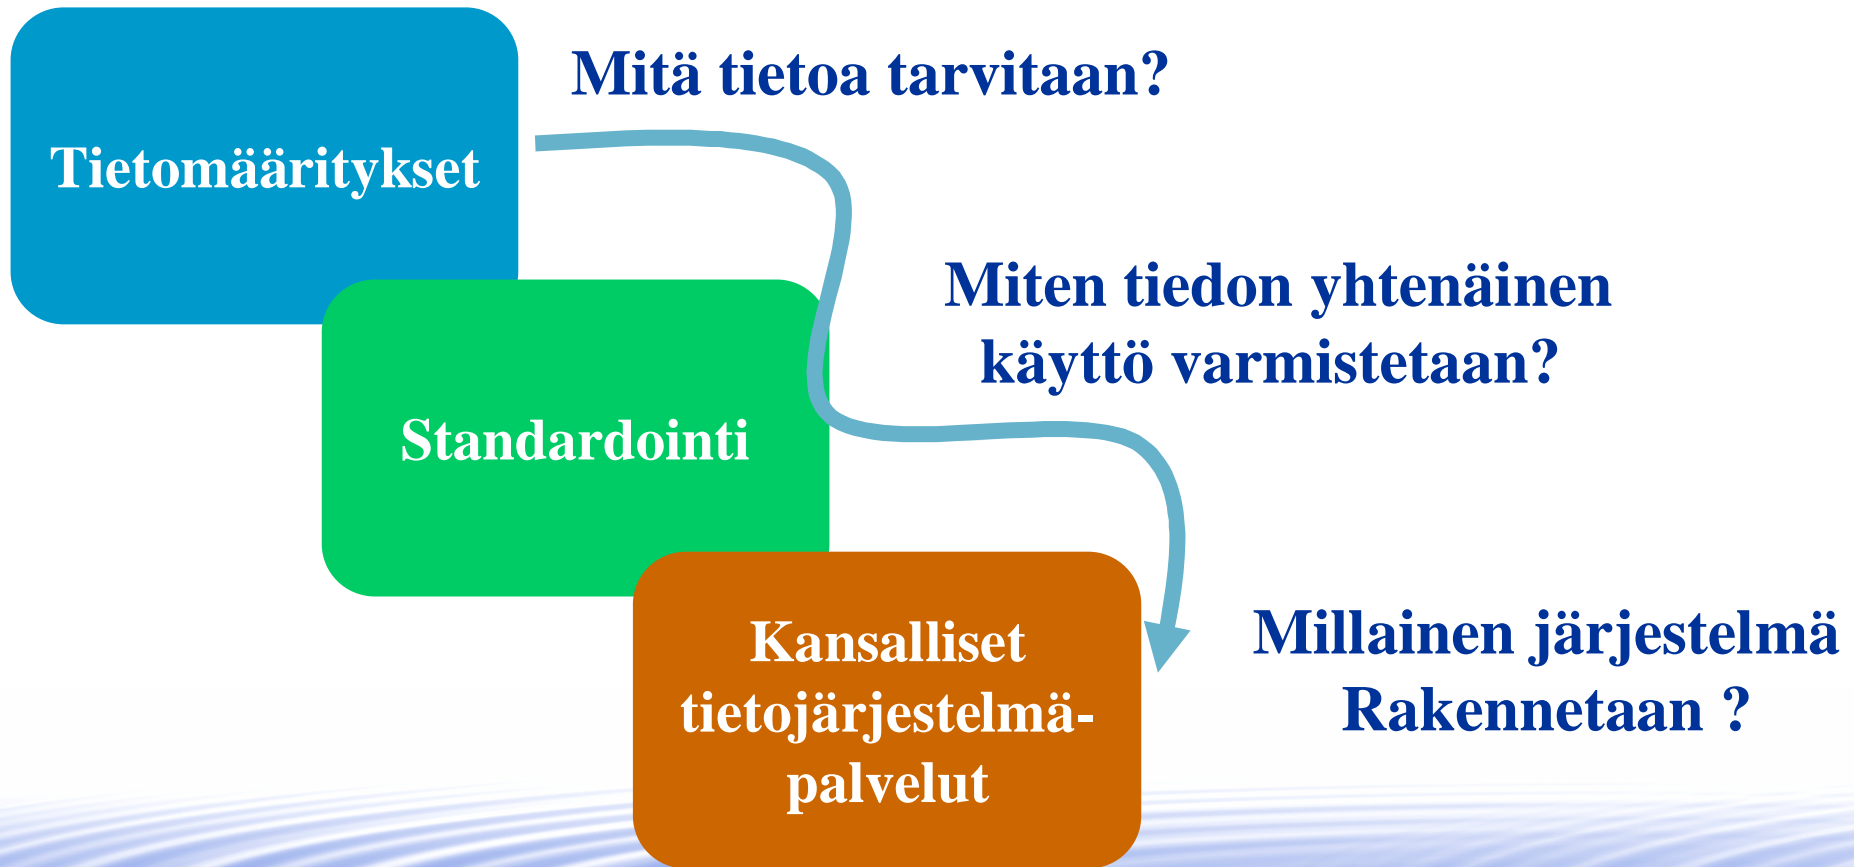 Mitä tietoa tarvitaan?
Tietomääritykset
Miten tiedon yhtenäinen
käyttö varmistetaan?
Standardointi
Kansalliset
tietojärjestelmä-
palvelut
Millainen järjestelmä
Rakennetaan ?